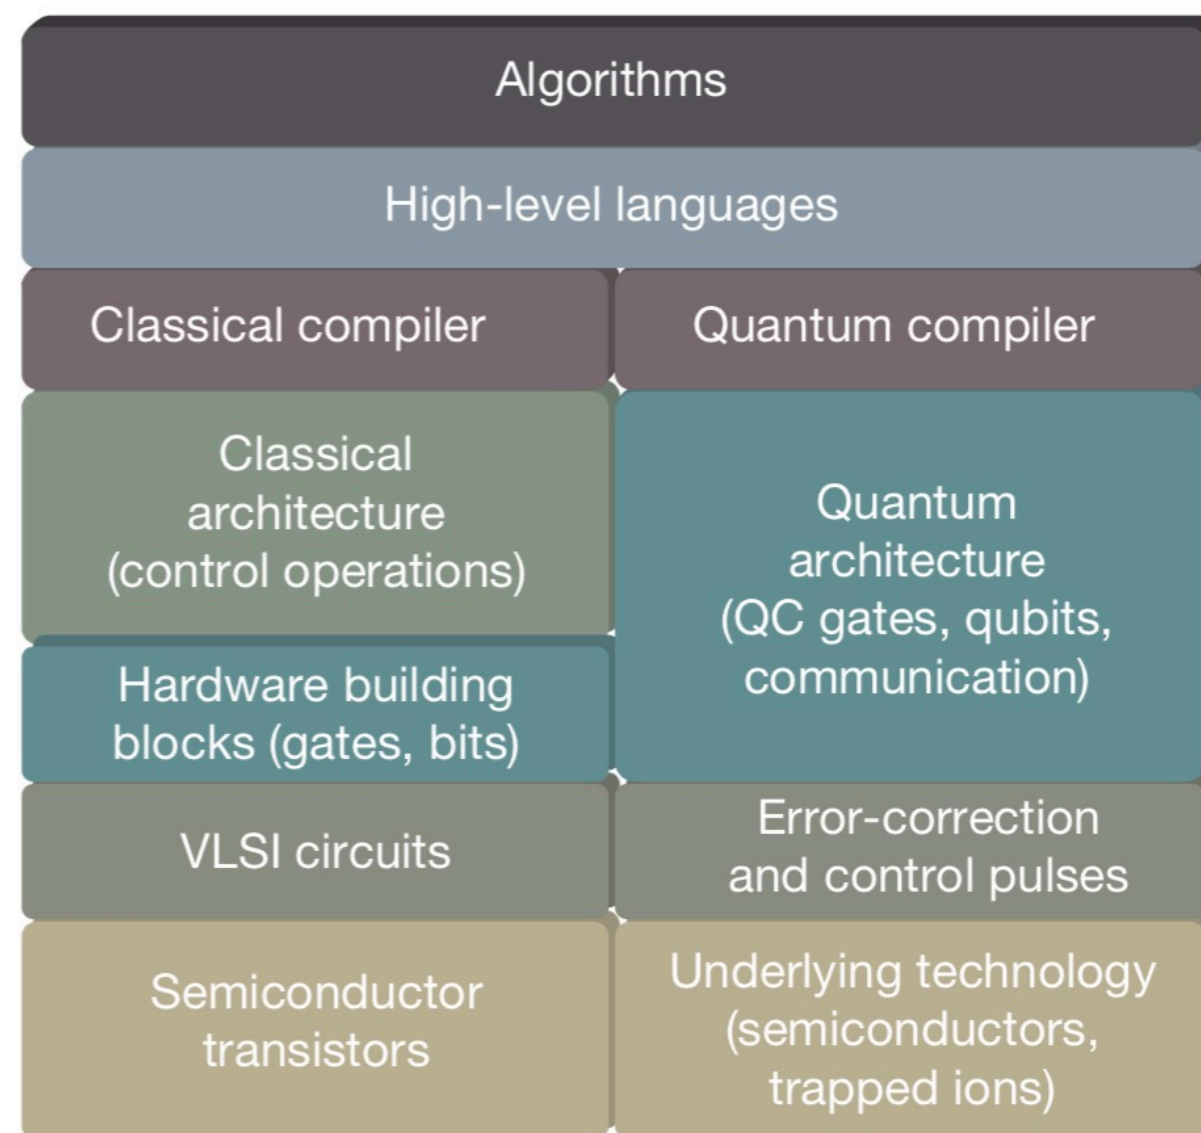 Algorithms
High-level languages
Classical compiler
Quantum compiler
Classical
architecture
(control operations)
Quantum
architecture
(QC gates, qubits,
communication)
Hardware building
blocks (gates, bits)
VLSI circuits
Error-correction
and control pulses
Semiconductor
transistors
Underlying technology
(semiconductors,
trapped ions)